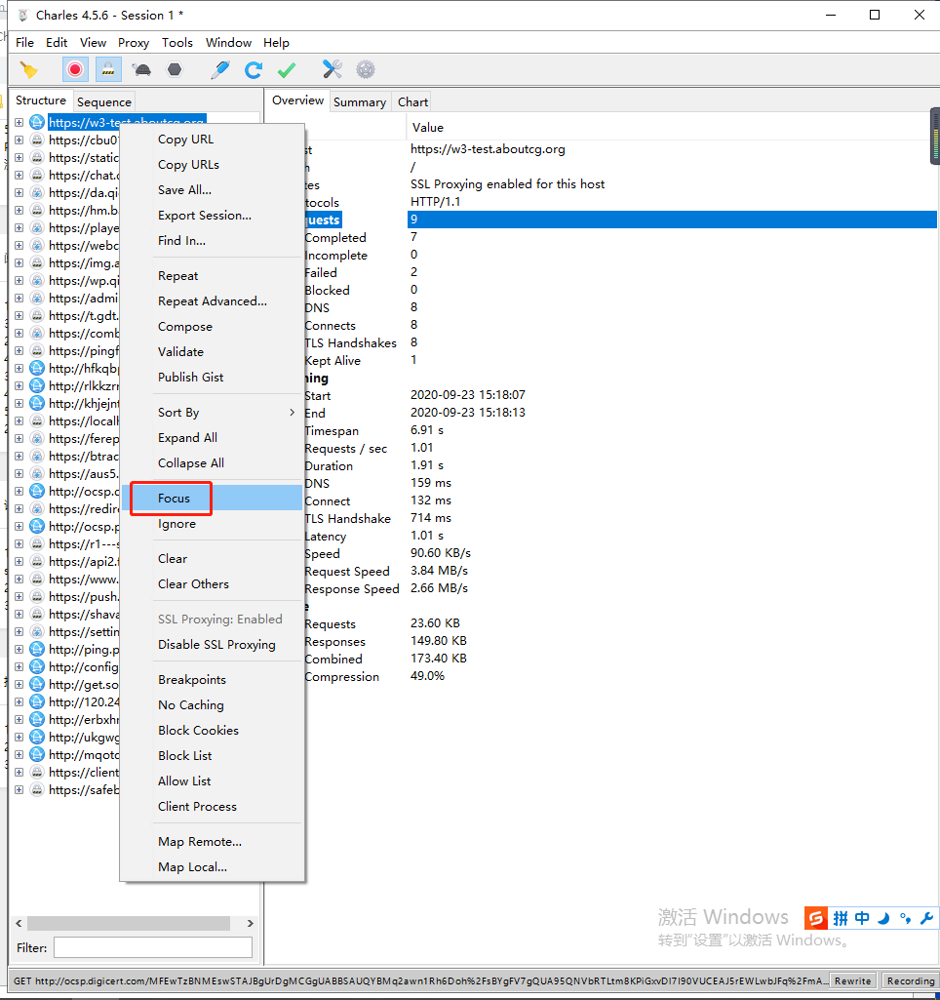 Charles 4.5.6 - Session 1 *
File Edit View Proxy Tools Window Help
Structure Sequence
Overview Summary Chart
https://w3-test.aboutcg.org
https://cbu01
https://static
https://chat.c
https://da.qi
https://hm.b
https://playe
https://webc
https://img.a
https://wp.qi
https://admi
https://t.gdt.
https://comb
https://pingf
http://hfkqbp
http://rlkkzrr
http://khjejnt
https://localh
https://ferep
https://btrac
https://aus5.
http://ocsp.c
https://redire
http://ocsp.p
https://r1---s
https://api2.f
https://www.
https://push.
https://shava
https://settin
http://ping.p
http://config
http://get.so
http://120.24
http://erbxhr
http://ukgwg
http://mqotc
https://client
https://safeb
Filter:
Copy URL
Copy URLs
Save All...
Export Session...
Find In...
Repeat
Repeat Advanced...
Compose
Validate
Publish Gist
Sort By
Expand All
Collapse All
Focus
Ignore
Clear
Clear Others
SSL Proxying: Enabled
Disable SSL Proxying
Breakpoints
No Caching
Block Cookies
Block List
Allow List
Client Process
Map Remote...
Map Local...
Value
st https://w3-test.aboutcg.org
/
tes SSL Proxying enabled for this host
tocols HTTP/1.1
quests 9
Completed 7
Incomplete 0
Failed 2
Blocked 0
DNS 8
Connects 8
TLS Handshakes 8
Kept Alive 1
ning
Start 2020-09-23 15:18:07
End 2020-09-23 15:18:13
Timespan 6.91 s
Requests / sec 1.01
Duration 1.91 s
DNS 159 ms
Connect 132 ms
TLS Handshake 714 ms
Latency 1.01 s
Speed 90.60 KB/s
Request Speed 3.84 MB/s
Response Speed 2.66 MB/s
e
Requests 23.60 KB
Responses 149.80 KB
Combined 173.40 KB
Compression 49.0%
激活 Windows
转到"设置"以激活 Windows。
拼 中
GET http://ocsp.digicert.com/MFEwTzBNMEswSTAJBgUrDgMCGgUABBSAUQYBMq2awn1Rh6Doh%2FsBYgFV7gQUA95QNVbRTLtm8KPiGxvDl7I90VUCEAJ5rEWLwbJFq%2FmA... Rewrite Recording